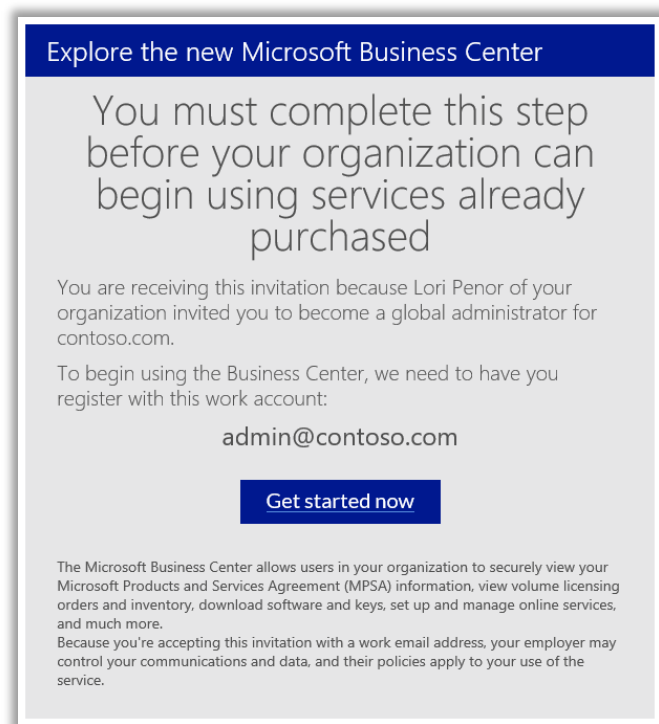 Explore the new Microsoft Business Center
You must complete this step
before your organization can
begin using services already
purchased
You are receiving this invitation because Lori Penor of your
organization invited you to become a global administrator for
contoso.com.
To begin using the Business Center, we need to have you
register with this work account:
admin@contoso.com
Get started now
The Microsoft Business Center allows users in your organization to securely view your
Microsoft Products and Services Agreement (MPSA) information, view volume licensing
orders and inventory, download software and keys, set up and manage online services,
and much more.
Because you're accepting this invitation with a work email address, your employer may
control your communications and data, and their policies apply to your use of the
service.